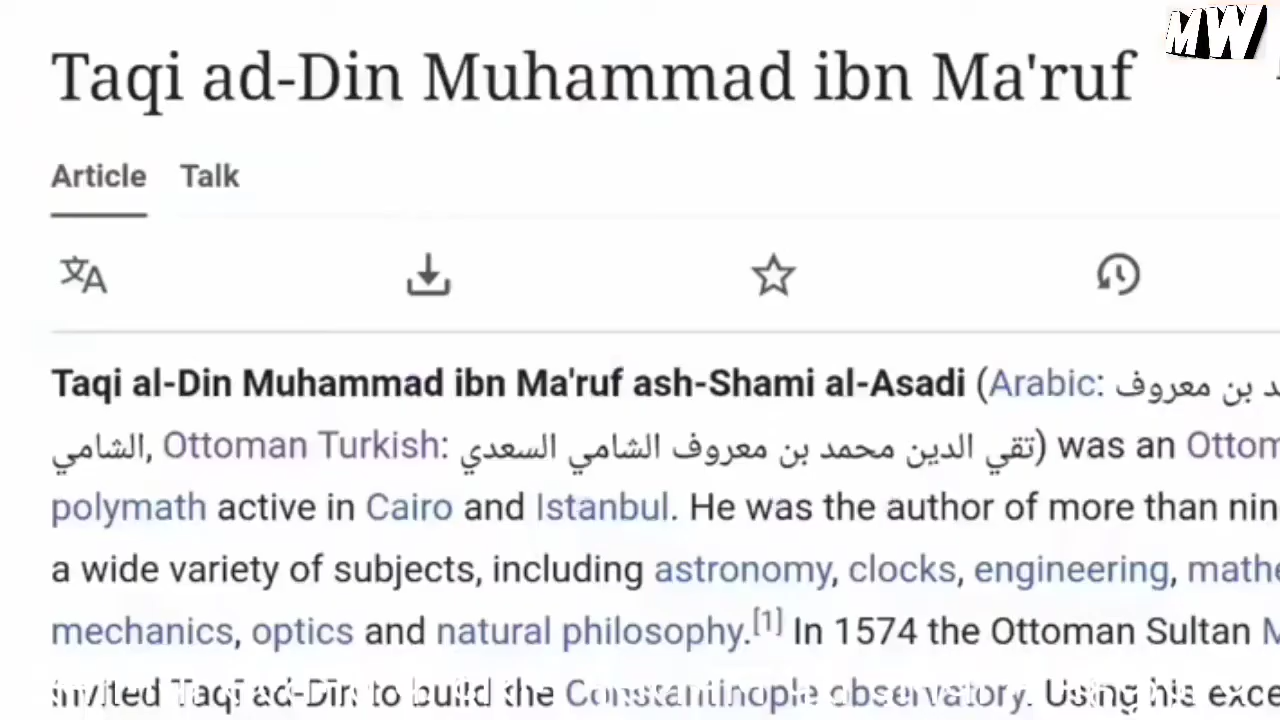 MW
Taqi ad-Din Muhammad ibn Ma'ruf
Article Talk
Taqi al-Din Muhammad ibn Ma'ruf ash-Shami al-Asadi (Arabic: بن معروف
الشامي, Ottoman Turkish: تقي الدين محمد بن معروف الشامي السعدي) was an Ottom
polymath active in Cairo and Istanbul. He was the author of more than nin
a wide variety of subjects, including astronomy, clocks, engineering, mathe
mechanics, optics and natural philosophy.[1] In 1574 the Ottoman Sultan M
invited Taqi ad-Din to build the Constantinople observatory. Using his exce